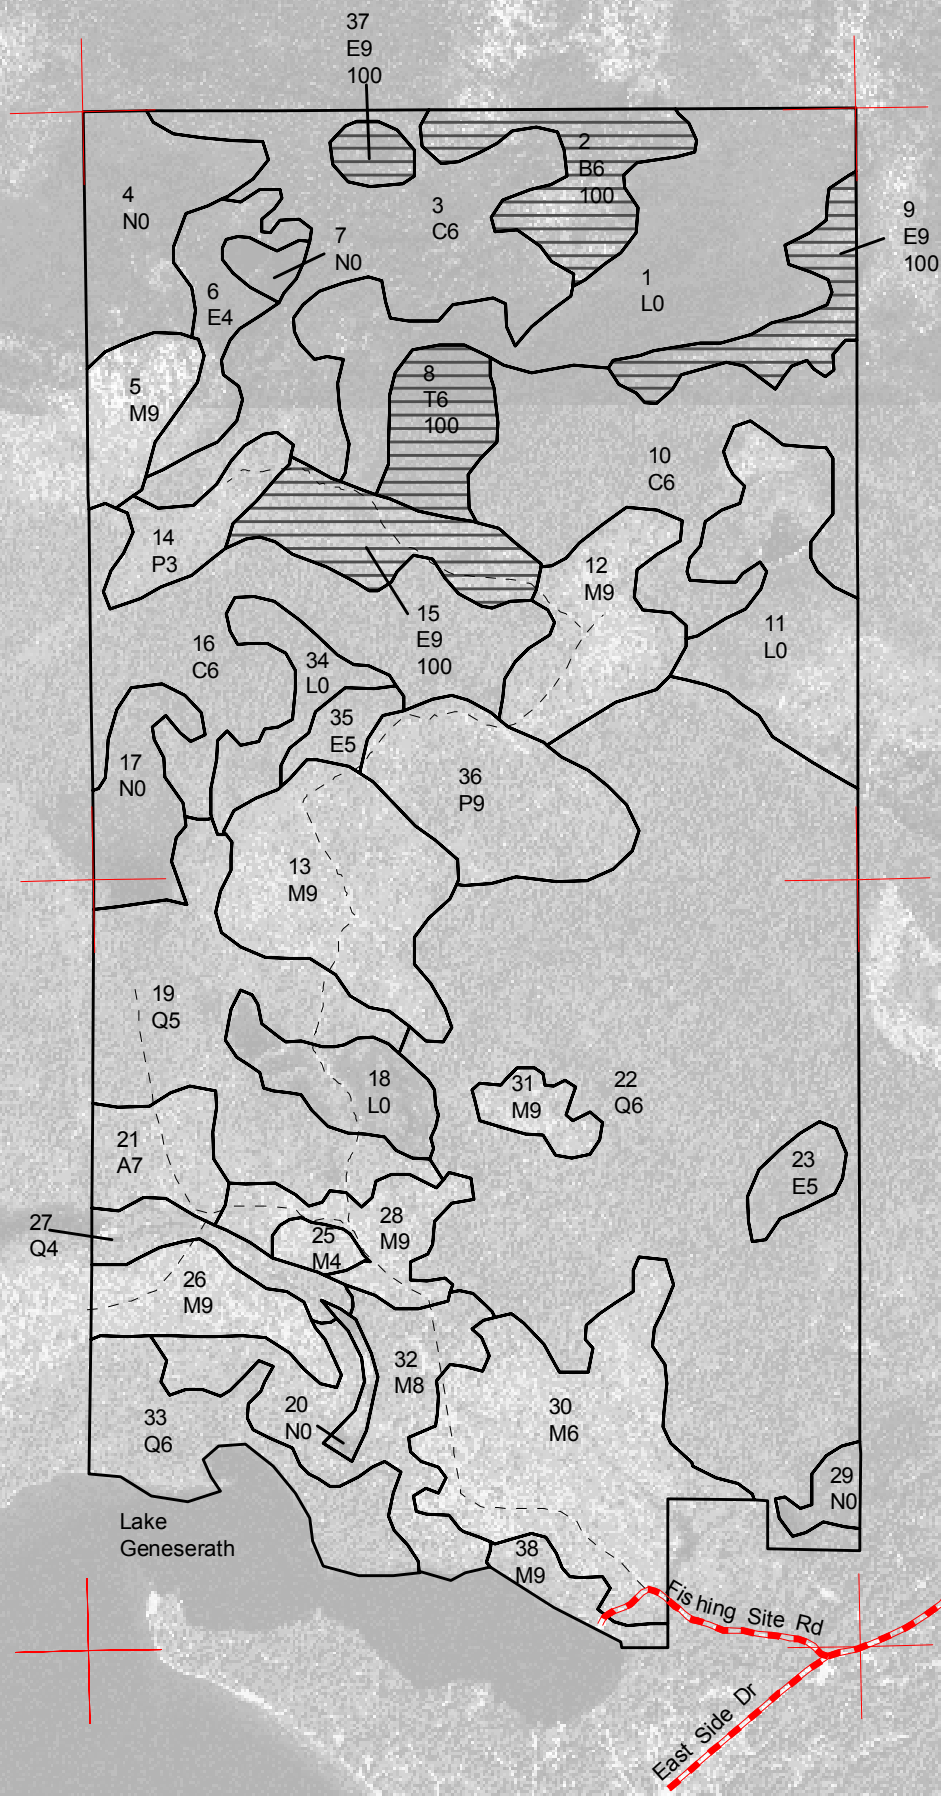 37
E9
100
2
B6
100
4
N0
3
C6
9
E9
100
7
N0
1
L0
6
E4
5
M9
8
T6
100
10
C6
14
P3
12
M9
15
E9
100
11
L0
16
C6
34
L0
35
E5
17
N0
36
P9
13
M9
19
Q5
18
L0
31
M9
22
Q6
21
A7
23
E5
27
Q4
28
M9
25
M4
26
M9
32
M8
20
N0
30
M6
33
Q6
29
N0
Lake
Geneserath
38
M9
Fishing Site Rd
East Side Dr